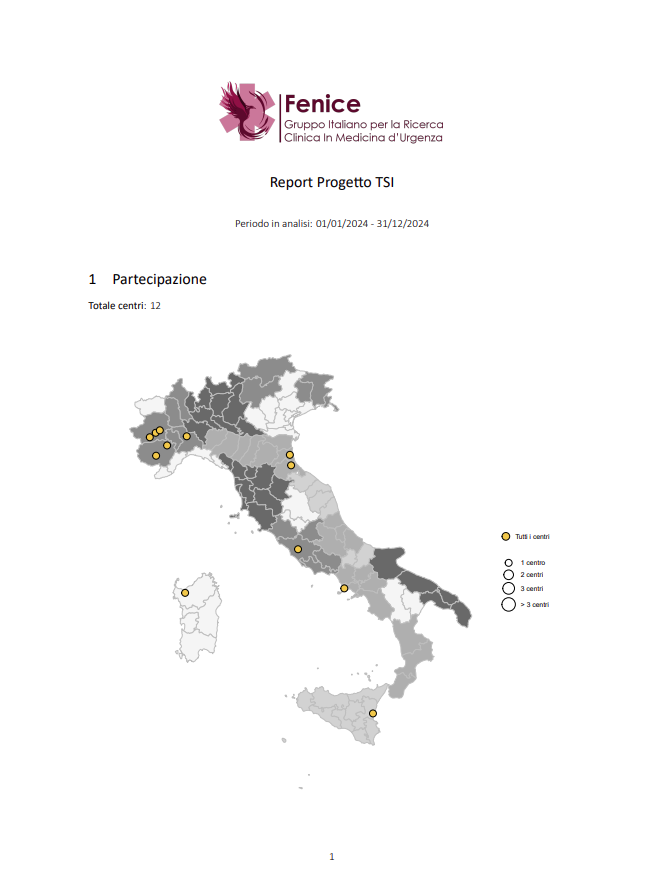 Fenice
Gruppo Italiano per la Ricerca
Clinica In Medicina d'Urgenza
Report Progetto TSI
Periodo in analisi: 01/01/2024 - 31/12/2024
1 Partecipazione
Totale centri: 12
Tutti i centri
1 centro
2 centri
3 centri
> 3 centri
1